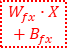 W_{fx} · X
+ B_{fx}